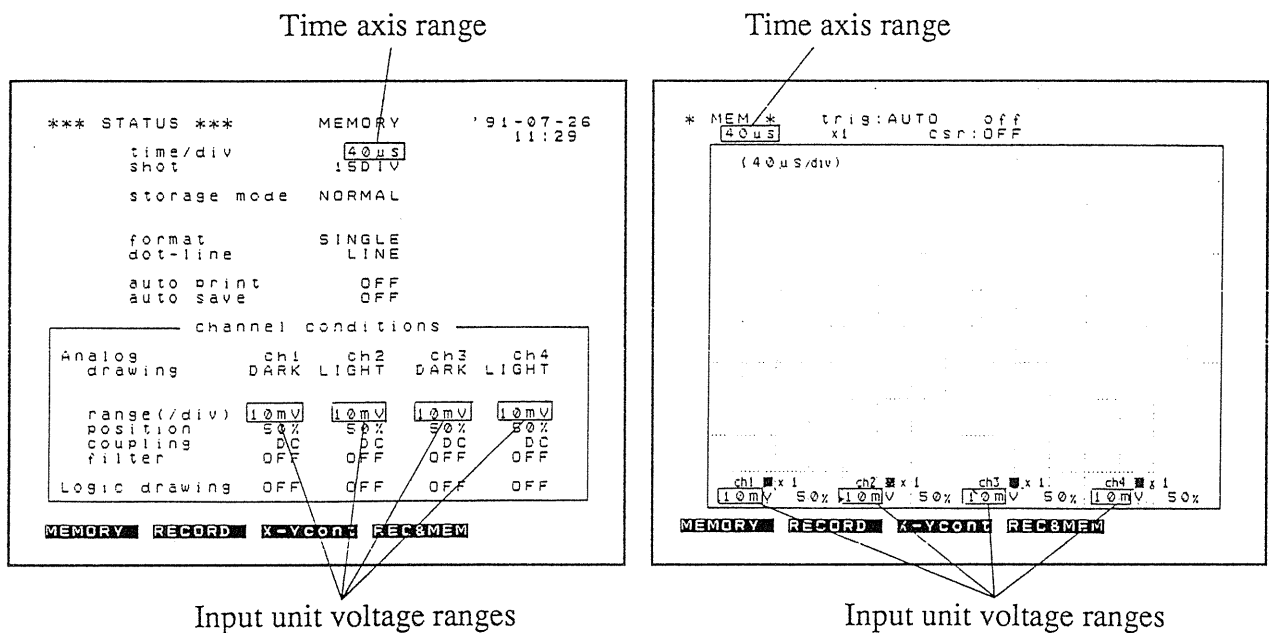 Time axis range
*** STATUS *** MEMORY '91-07-26
11:29
time/div 40µS
shot 15DIV
storage mode NORMAL
format SINGLE
dot-line LINE
auto print OFF
auto save OFF
channel conditions
Analog ch1 ch2 ch3 ch4
drawing DARK LIGHT DARK LIGHT
range(/div) 10mV 10mV 10mV 10mV
position 50% 50% 50% 50%
coupling DC DC DC DC
filter OFF OFF OFF OFF
Logic drawing OFF OFF OFF OFF
MEMORY RECORD X-Ycont REC&MEM
Input unit voltage ranges
Time axis range
* MEM * trig:AUTO off
40µS x1 csr:OFF
(40µS/div)
ch1 x1 ch2 x1 ch3 x1 ch4 x1
10mV 50% 10mV 50% 10mV 50% 10mV 50%
MEMORY RECORD X-Ycont REC&MEM
Input unit voltage ranges